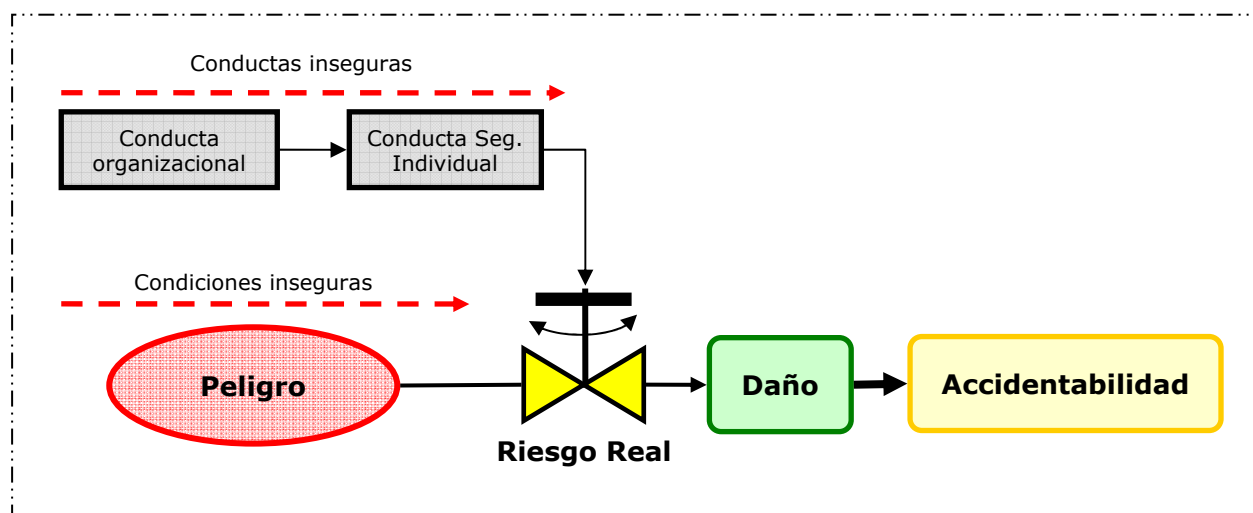 Conductas inseguras
Conducta
organizacional
Conducta Seg.
Individual
Condiciones inseguras
Peligro
Riesgo Real
Daño
Accidentabilidad